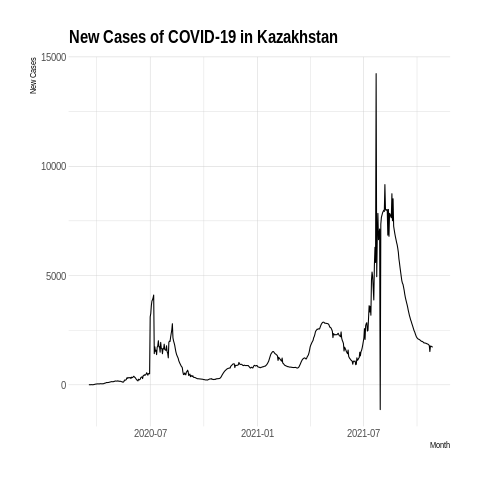 New Cases of COVID-19 in Kazakhstan
New Cases
15000
10000
5000
0
2020-07
2021-01
2021-07
Month